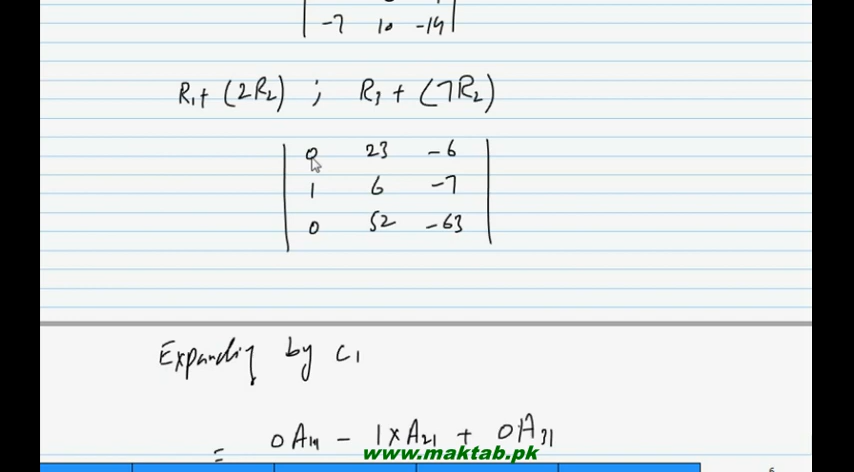 -7 10 -14
R1 + (2R2) ; R3 + (7R2)
0 23 -6
1 6 -7
0 52 -63
Expanding by C1
= 0A11 - 1×A21 + 0A31
www.maktab.pk